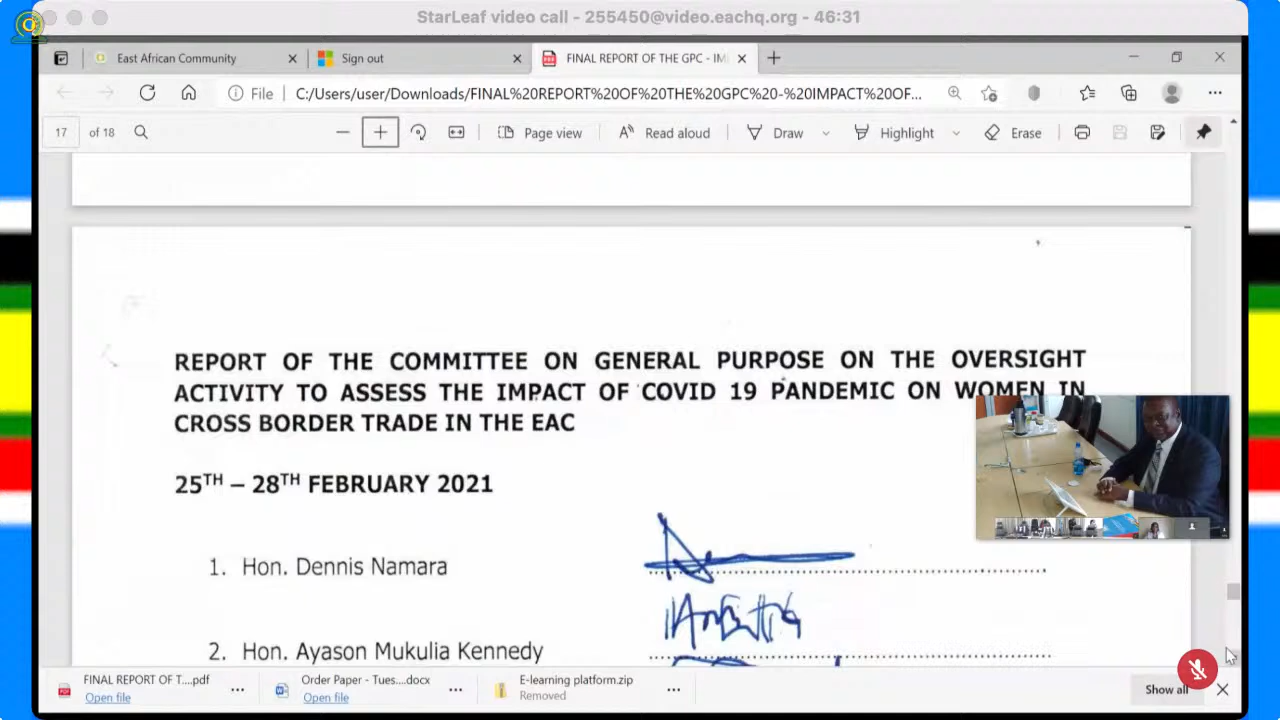 StarLeaf video call - 255450@video.eachq.org - 46:31
East African Community
Sign out
FINAL REPORT OF THE GPC - IM
File
C:/Users/user/Downloads/FINAL%20REPORT%20OF%20THE%20GPC%20-%20IMPACT%20OF...
17 of 18
Page view
Read aloud
Draw
Highlight
Erase
REPORT OF THE COMMITTEE ON GENERAL PURPOSE ON THE OVERSIGHT
ACTIVITY TO ASSESS THE IMPACT OF COVID 19 PANDEMIC ON WOMEN IN
CROSS BORDER TRADE IN THE EAC
25TH – 28TH FEBRUARY 2021
1. Hon. Dennis Namara
2. Hon. Ayason Mukulia Kennedy
FINAL REPORT OF T....pdf
Open file
Order Paper - Tues....docx
Open file
E-learning platform.zip
Removed
Show all